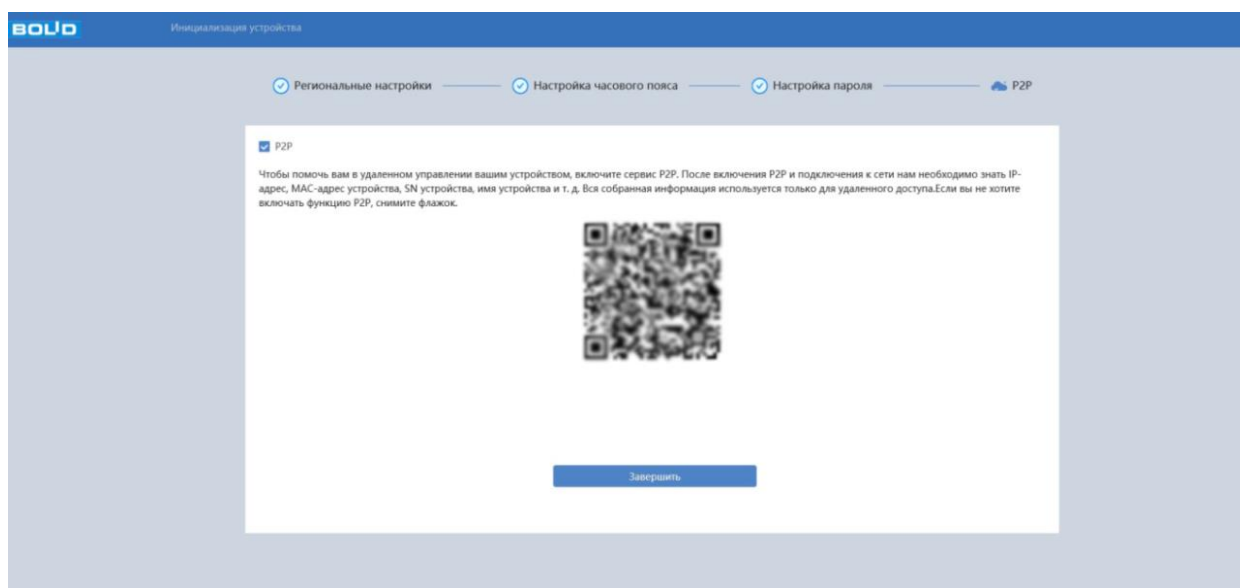 BOLID
Инициализация устройства
Региональные настройки
Настройка часового пояса
Настройка пароля
P2P
P2P
Чтобы помочь вам в удаленном управлении вашим устройством, включите сервис P2P. После включения P2P и подключения к сети нам необходимо знать IP-
адрес, MAC-адрес устройства, SN устройства, имя устройства и т. д. Вся собранная информация используется только для удаленного доступа.Если вы не хотите
включать функцию P2P, снимите флажок.
Завершить